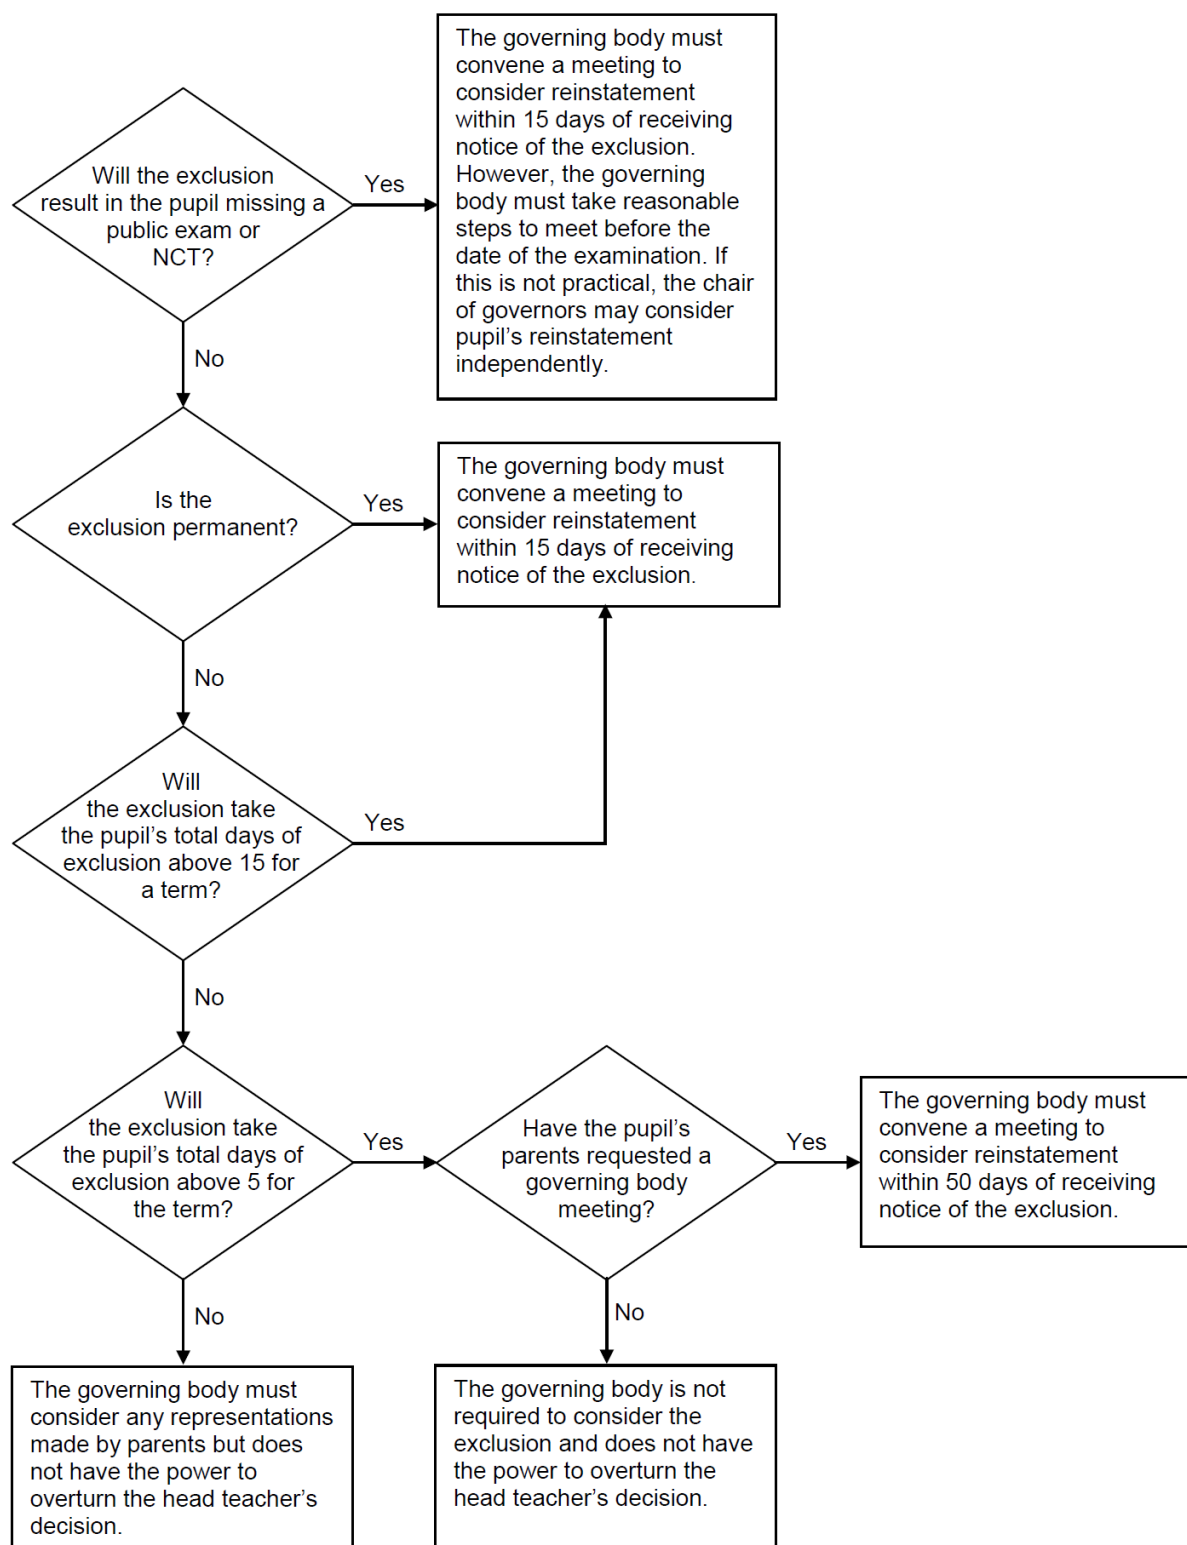 The governing body must
convene a meeting to
consider reinstatement
within 15 days of receiving
notice of the exclusion.
However, the governing
body must take reasonable
steps to meet before the
date of the examination. If
this is not practical, the chair
of governors may consider
pupil's reinstatement
independently.
Will the exclusion
result in the pupil missing a
public exam or
NCT?
Yes
No
Is the
exclusion permanent?
Yes
The governing body must
convene a meeting to
consider reinstatement
within 15 days of receiving
notice of the exclusion.
No
Will
the exclusion take
the pupil's total days of
exclusion above 15 for
a term?
Yes
No
Will
the exclusion take
the pupil's total days of
exclusion above 5 for
the term?
Yes
Have the pupil's
parents requested a
governing body
meeting?
Yes
The governing body must
convene a meeting to
consider reinstatement
within 50 days of receiving
notice of the exclusion.
No
No
The governing body must
consider any representations
made by parents but does
not have the power to
overturn the head teacher's
decision.
The governing body is not
required to consider the
exclusion and does not have
the power to overturn the
head teacher's decision.